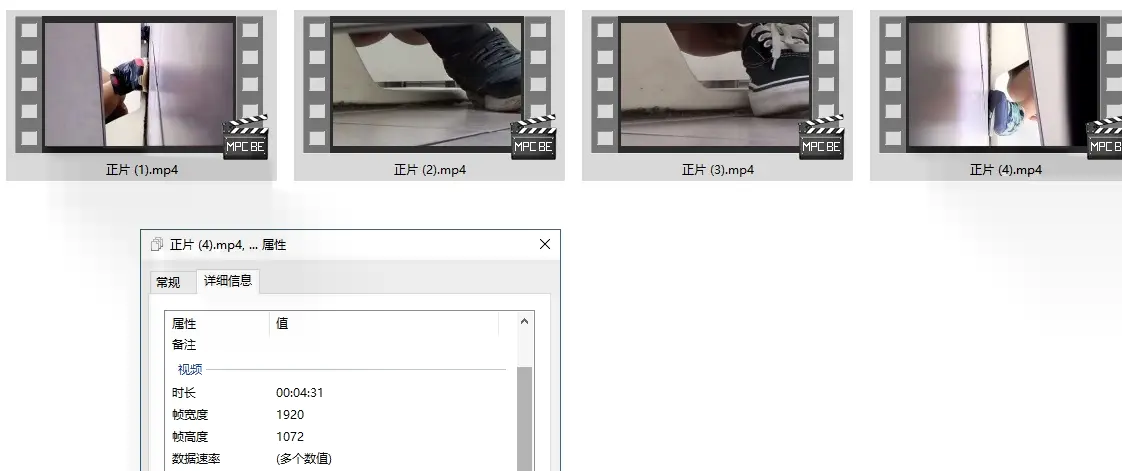 MPC BE
MPC BE
MPC BE
MPC B
正片 (1).mp4
正片 (2).mp4
正片 (3).mp4
正片 (4).mp4
正片 (4).mp4, ... 属性
常规
详细信息
属性 值
备注
视频
时长 00:04:31
帧宽度 1920
帧高度 1072
数据速率 (多个数值)